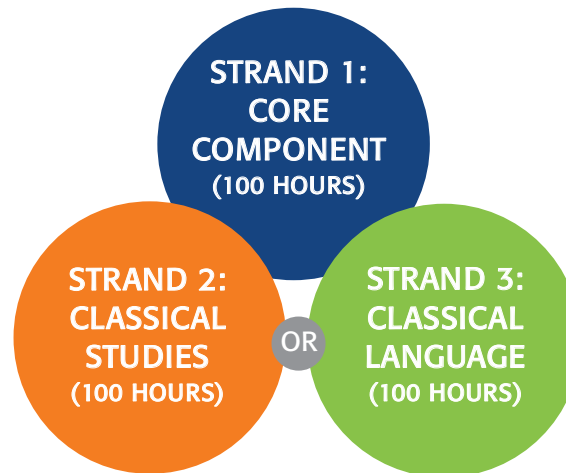 STRAND 1:
CORE
COMPONENT
(100 HOURS)
STRAND 2:
CLASSICAL
STUDIES
(100 HOURS)
OR
STRAND 3:
CLASSICAL
LANGUAGE
(100 HOURS)